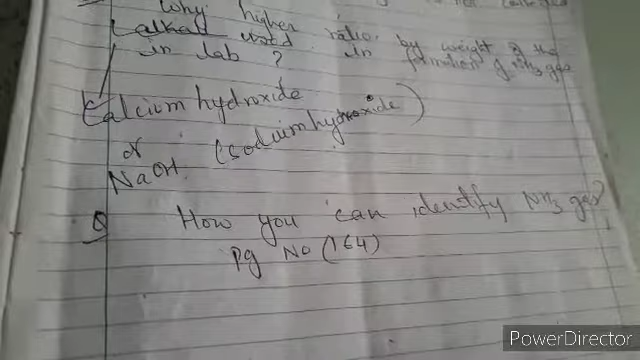 Why higher ratio by weight of the
Alkali used in formation of NH3 gas
in lab ?
Calcium hydroxide
or
NaOH (sodium hydroxide)
Q How you can identify NH3 gas?
Pg No (164)
PowerDirector